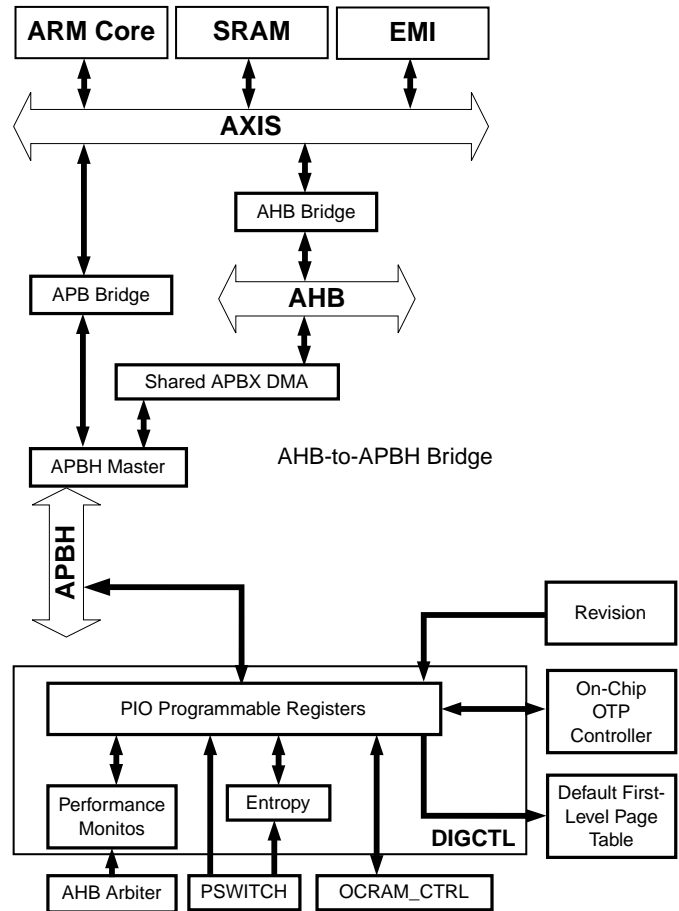 ARM Core
SRAM
EMI
AXIS
AHB Bridge
APB Bridge
AHB
Shared APBX DMA
APBH Master
AHB-to-APBH Bridge
APBH
Revision
PIO Programmable Registers
On-Chip
OTP
Controller
Performance
Monitos
Entropy
Default First-
Level Page
Table
DIGCTL
AHB Arbiter
PSWITCH
OCRAM_CTRL